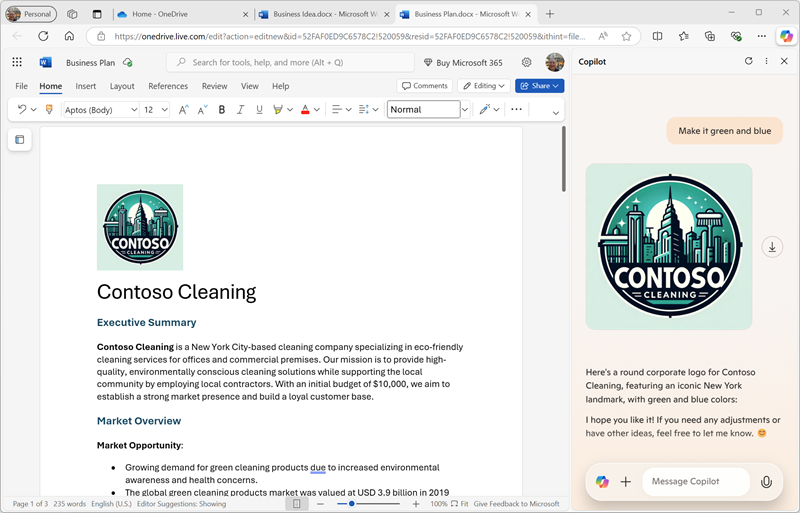 Personal
Home - OneDrive
Business Idea.docx - Microsoft W
Business Plan.docx - Microsoft W
https://onedrive.live.com/edit?action=editnew&id=52FAF0ED9C6578C2!520059&resid=52FAF0ED9C6578C2!520059&ithint=file...
Business Plan
Search for tools, help, and more (Alt + Q)
Buy Microsoft 365
File Home Insert Layout References Review View Help
Comments
Editing
Share
Aptos (Body)
12
B I U
Normal
CONTOSO
CLEANING
Contoso Cleaning
Executive Summary
Contoso Cleaning is a New York City-based cleaning company specializing in eco-friendly
cleaning services for offices and commercial premises. Our mission is to provide high-
quality, environmentally conscious cleaning solutions while supporting the local
community by employing local contractors. With an initial budget of $10,000, we aim to
establish a strong market presence and build a loyal customer base.
Market Overview
Market Opportunity:
• Growing demand for green cleaning products due to increased environmental
awareness and health concerns.
• The global green cleaning products market was valued at USD 3.9 billion in 2019
Page 1 of 3 235 words English (U.S.) Editor Suggestions: Showing
100% Fit Give Feedback to Microsoft
Copilot
Make it green and blue
CONTOSO
CLEANING
Here's a round corporate logo for Contoso
Cleaning, featuring an iconic New York
landmark, with green and blue colors:
I hope you like it! If you need any adjustments or
have other ideas, feel free to let me know. 😊
Message Copilot